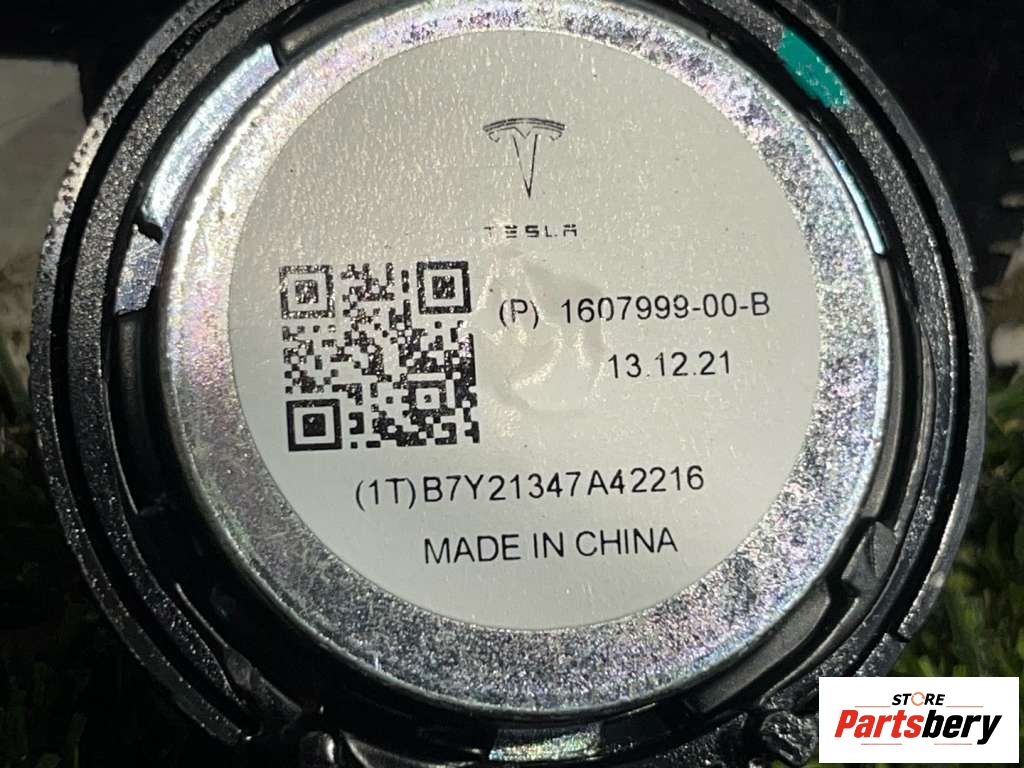 TESLA
(P) 1607999-00-B
13.12.21
(1T)B7Y21347A42216
MADE IN CHINA
STORE
Partsbery